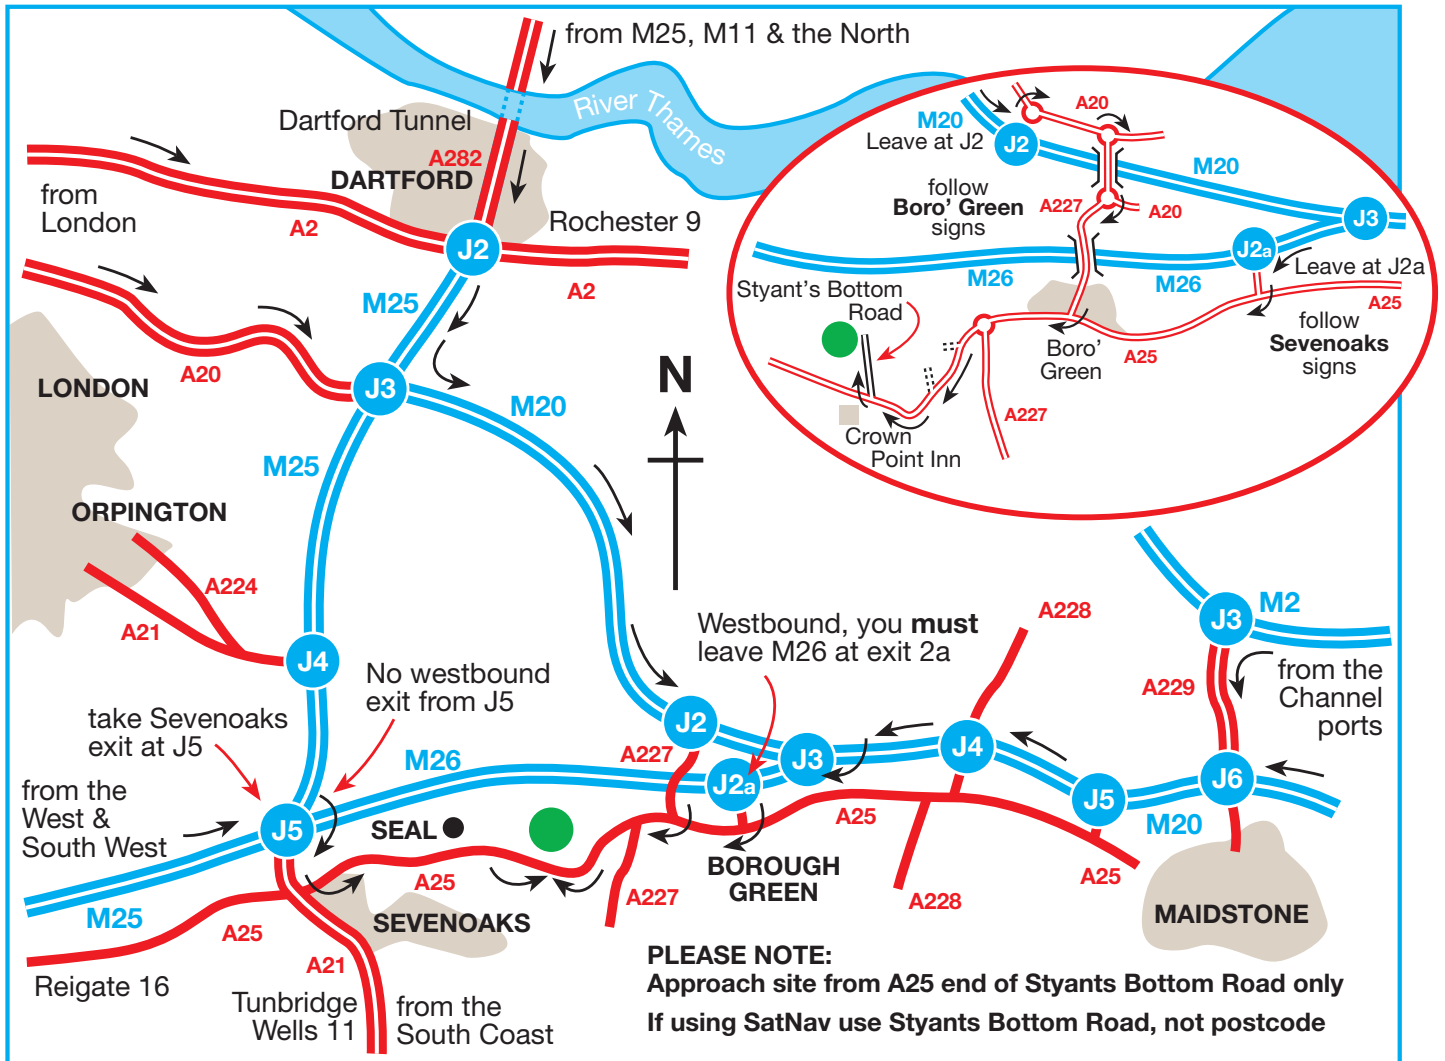 from M25, M11 & the North
River Thames
Dartford Tunnel
A282
DARTFORD
from
London
A2
Rochester 9
J2
A2
M25
A20
LONDON
J3
M20
M25
N
ORPINGTON
A224
A21
J4
No westbound
exit from J5
take Sevenoaks
exit at J5
from the
West &
South West
J5
M26
SEAL
A25
M25
A25
SEVENOAKS
Reigate 16
A21
Tunbridge
Wells 11
from the
South Coast
Westbound, you must
leave M26 at exit 2a
J2
A227
J2a
J3
J4
A228
A25
BOROUGH
GREEN
A227
A228
J5
A25
M20
J6
A229
J3
M2
from the
Channel
ports
MAIDSTONE
M20
Leave at J2
J2
A20
M20
follow
Boro' Green
signs
A227
A20
J3
J2a
Leave at J2a
M26
M26
A25
Styant's Bottom
Road
Boro'
Green
A25
follow
Sevenoaks
signs
A227
Crown
Point Inn
PLEASE NOTE:
Approach site from A25 end of Styants Bottom Road only
If using SatNav use Styants Bottom Road, not postcode